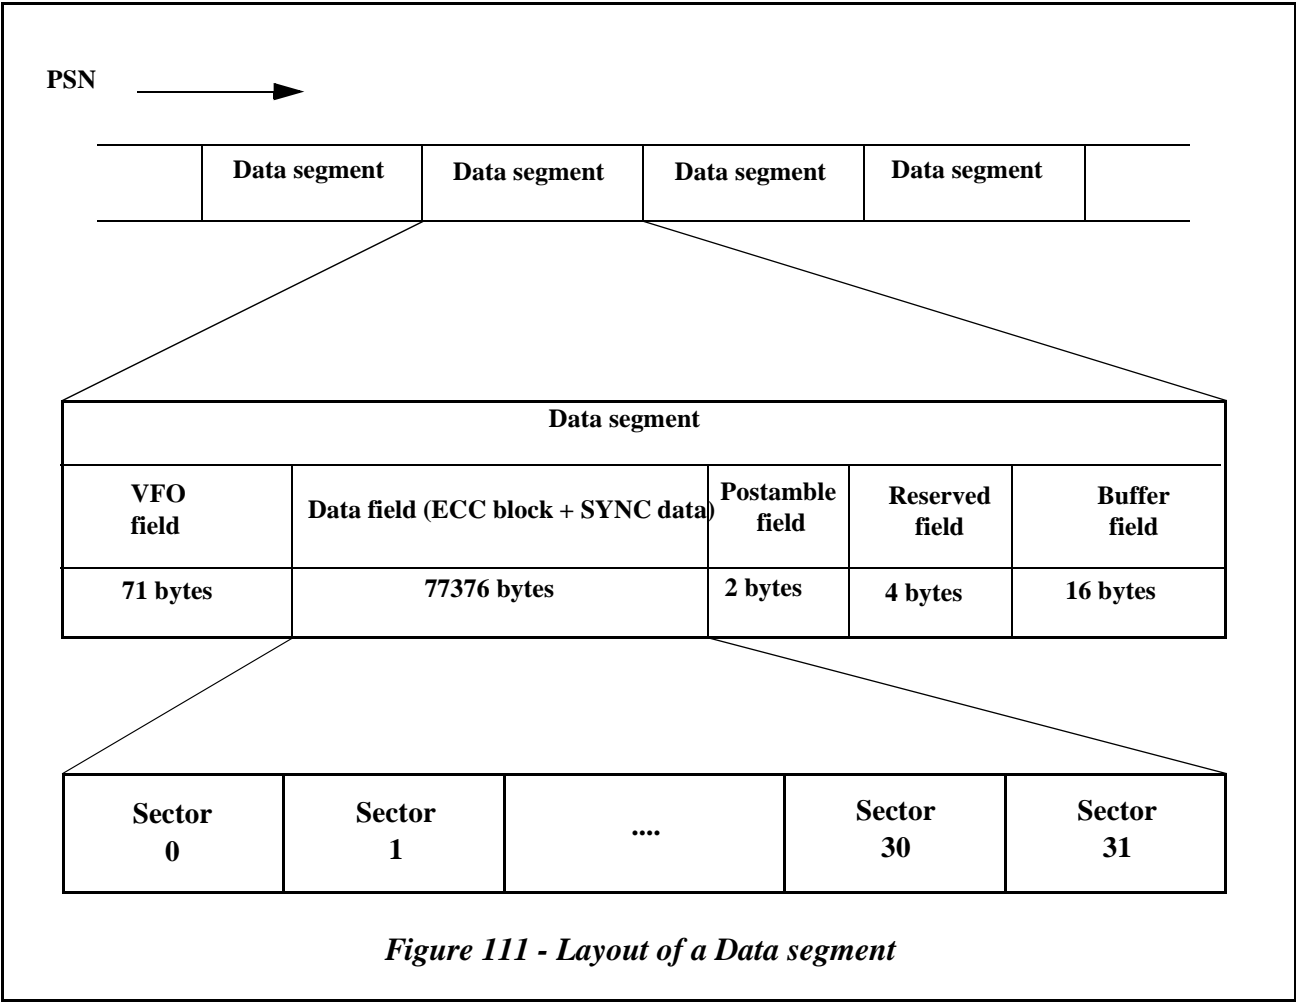 PSN
Data segment Data segment Data segment Data segment
Data segment
VFO
field
Data field (ECC block + SYNC data)
Postamble
field
Reserved
field
Buffer
field
71 bytes 77376 bytes 2 bytes 4 bytes 16 bytes
Sector
0
Sector
1
....
Sector
30
Sector
31
Figure 111 - Layout of a Data segment